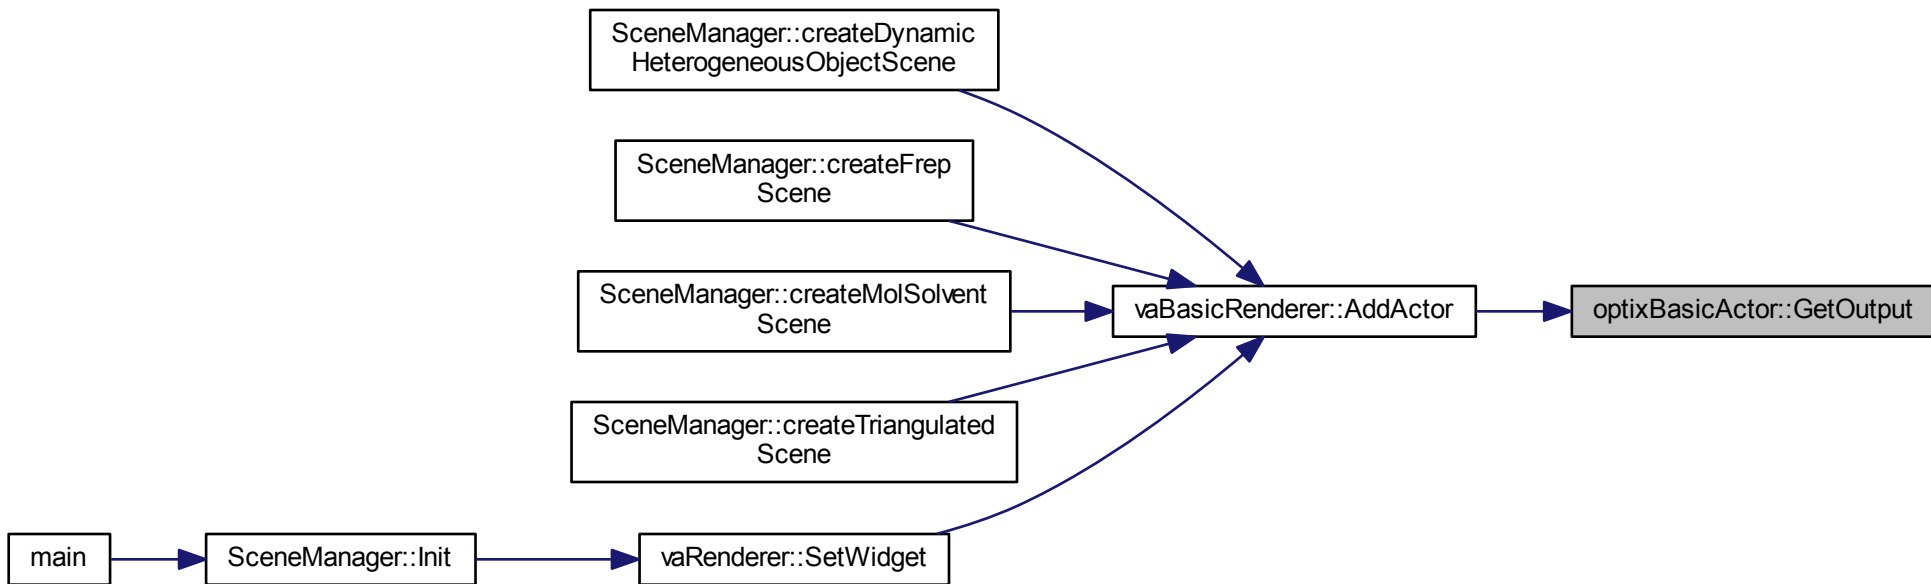 SceneManager::createDynamic
HeterogeneousObjectScene
SceneManager::createFrep
Scene
SceneManager::createMolSolvent
Scene
vaBasicRenderer::AddActor
optixBasicActor::GetOutput
SceneManager::createTriangulated
Scene
main
SceneManager::Init
vaRenderer::SetWidget